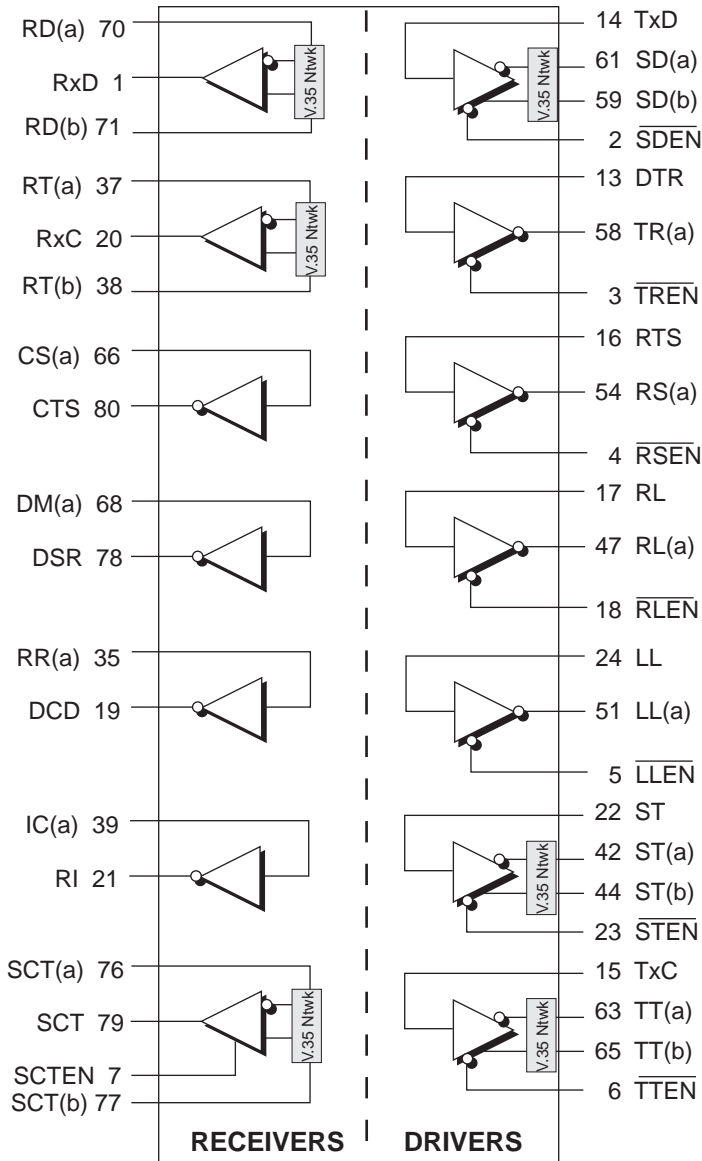 RD(a) 70
V.35 Ntwk
RxD 1
RD(b) 71
RT(a) 37
V.35 Ntwk
RxC 20
RT(b) 38
CS(a) 66
CTS 80
DM(a) 68
DSR 78
RR(a) 35
DCD 19
IC(a) 39
RI 21
SCT(a) 76
V.35 Ntwk
SCT 79
SCTEN 7
SCT(b) 77
RECEIVERS
14 TxD
V.35 Ntwk
61 SD(a)
59 SD(b)
2 SDEN
13 DTR
58 TR(a)
3 TREN
16 RTS
54 RS(a)
4 RSEN
17 RL
47 RL(a)
18 RLEN
24 LL
51 LL(a)
5 LLEN
22 ST
V.35 Ntwk
42 ST(a)
44 ST(b)
23 STEN
15 TxC
V.35 Ntwk
63 TT(a)
65 TT(b)
6 TTEN
DRIVERS